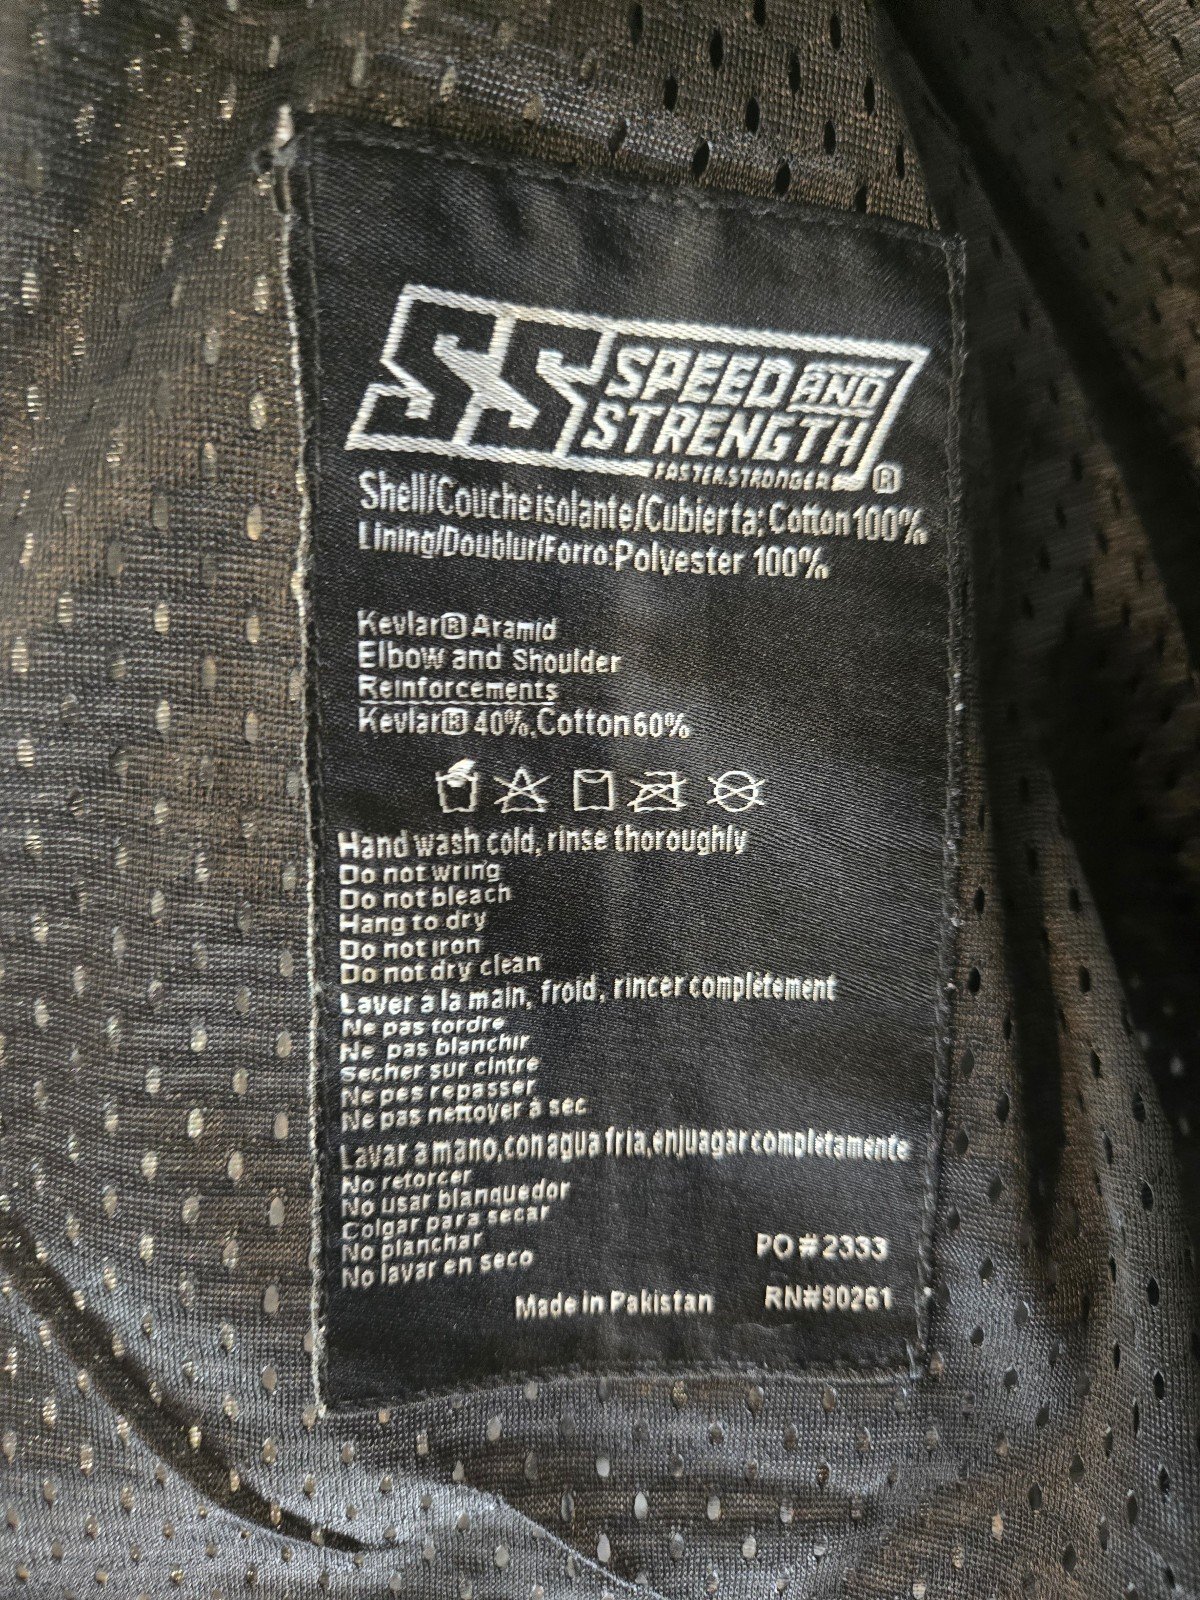 SS SPEED AND
STRENGTH
FASTER.STRONGER.
®
Shell/Couche isolante/Cubierta; Cotton 100%
Lining/Doublur/Forro:Polyester 100%
Kevlar® Aramid
Elbow and Shoulder
Reinforcements
Kevlar® 40%,Cotton 60%
Hand wash cold, rinse thoroughly
Do not wring
Do not bleach
Hang to dry
Do not iron
Do not dry clean
Laver a la main, froid, rincer complètement
Ne pas tordre
Ne pas blanchir
Secher sur cintre
Ne pes repasser
Ne pas nettoyer à sec
Lavar a mano,con agua fria,enjuagar completamente
No retorcer
No usar blanquedor
Colgar para secar
No planchar
No lavar en seco
PO #2333
Made in Pakistan RN#90261